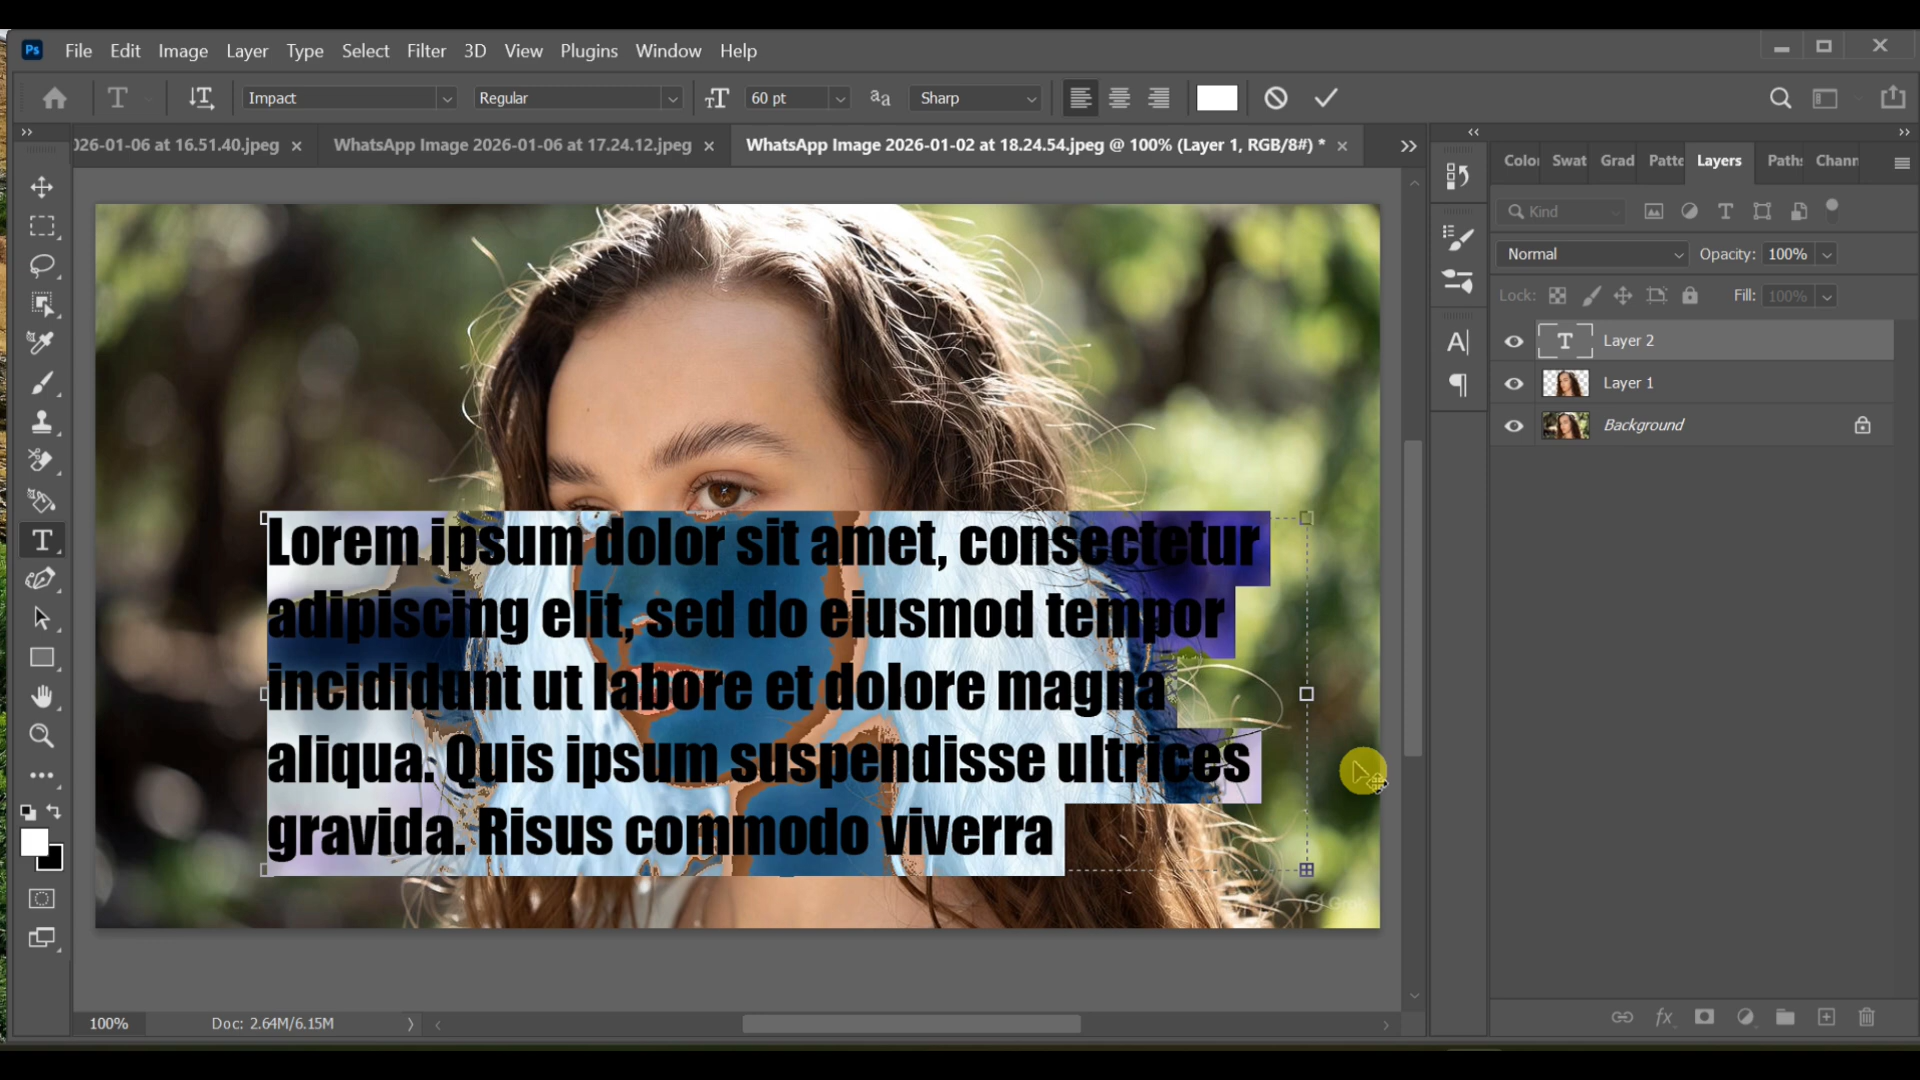 Ps File Edit Image Layer Type Select Filter 3D View Plugins Window Help
Impact Regular 60 pt Sharp
026-01-06 at 16.51.40.jpeg WhatsApp Image 2026-01-06 at 17.24.12.jpeg WhatsApp Image 2026-01-02 at 18.24.54.jpeg @ 100% (Layer 1, RGB/8#) *
Color Swat Grad Patte Layers Paths Chann
Kind
Normal Opacity: 100%
Lock: Fill: 100%
Layer 2
Layer 1
Background
Lorem ipsum dolor sit amet, consectetur
adipiscing elit, sed do eiusmod tempor
incididunt ut labore et dolore magna
aliqua. Quis ipsum suspendisse ultrices
gravida. Risus commodo viverra
100% Doc: 2.64M/6.15M